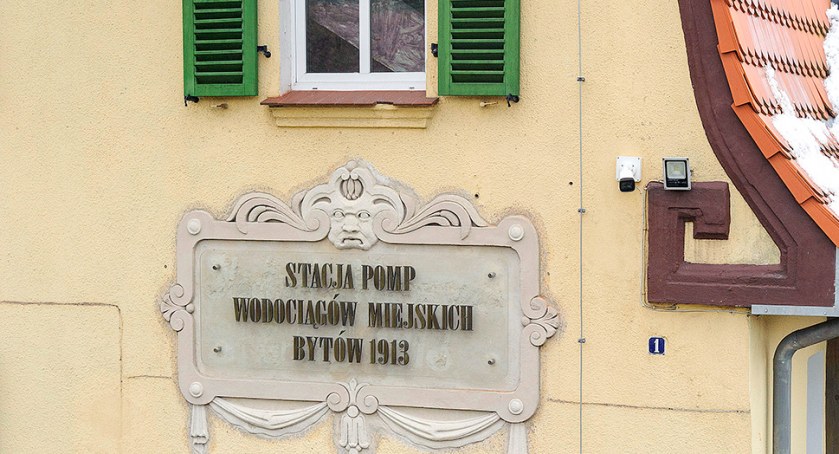 STACJA POMP
WODOCIĄGÓW MIEJSKICH
BYTÓW 1913
1